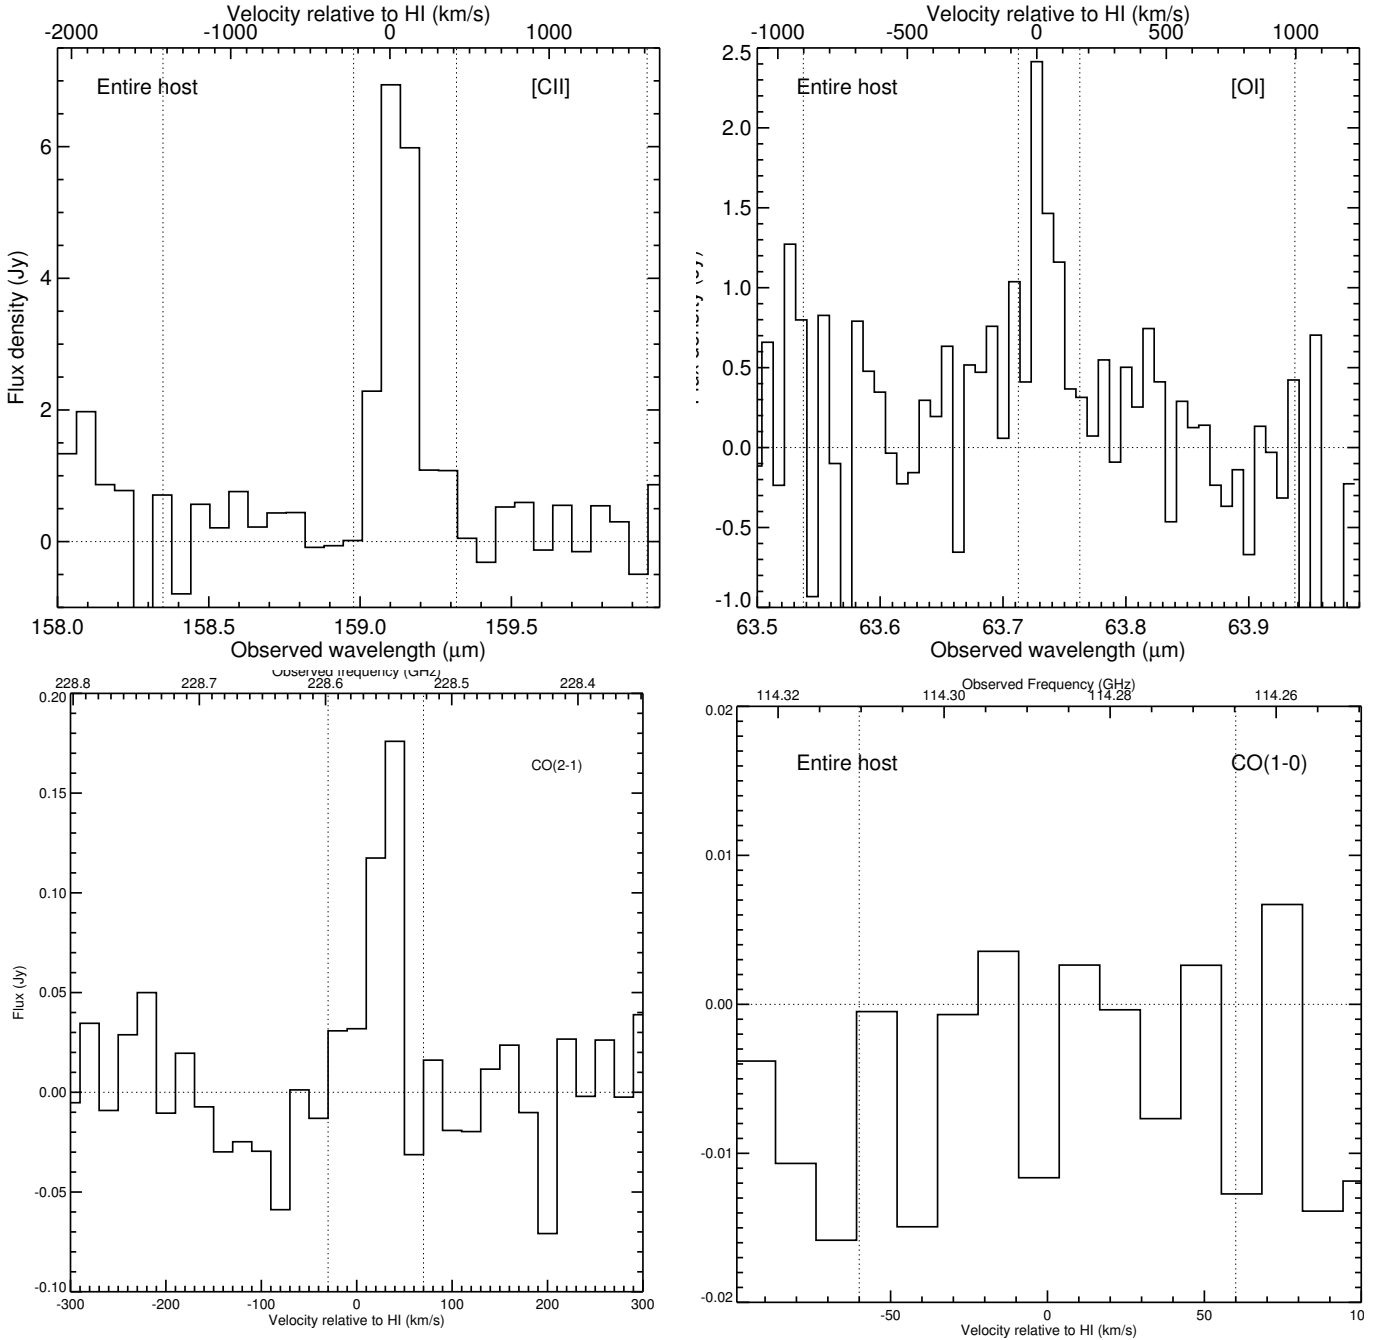 Velocity relative to HI (km/s)
-2000 -1000 0 1000
Entire host [CII]
6
4
2
0
Flux density (Jy)
158.0 158.5 159.0 159.5
Observed wavelength (μm)
Velocity relative to HI (km/s)
-1000 -500 0 500 1000
Entire host [OI]
2.5
2.0
1.5
1.0
0.5
0.0
-0.5
-1.0
63.5 63.6 63.7 63.8 63.9
Observed wavelength (μm)
Observed frequency (GHz)
228.8 228.7 228.6 228.5 228.4
CO(2-1)
0.20
0.15
0.10
0.05
0.00
-0.05
-0.10
Flux (Jy)
-300 -200 -100 0 100 200 300
Velocity relative to HI (km/s)
Observed Frequency (GHz)
114.32 114.30 114.28 114.26
Entire host CO(1-0)
0.02
0.01
0.00
-0.01
-0.02
-50 0 50 10
Velocity relative to HI (km/s)